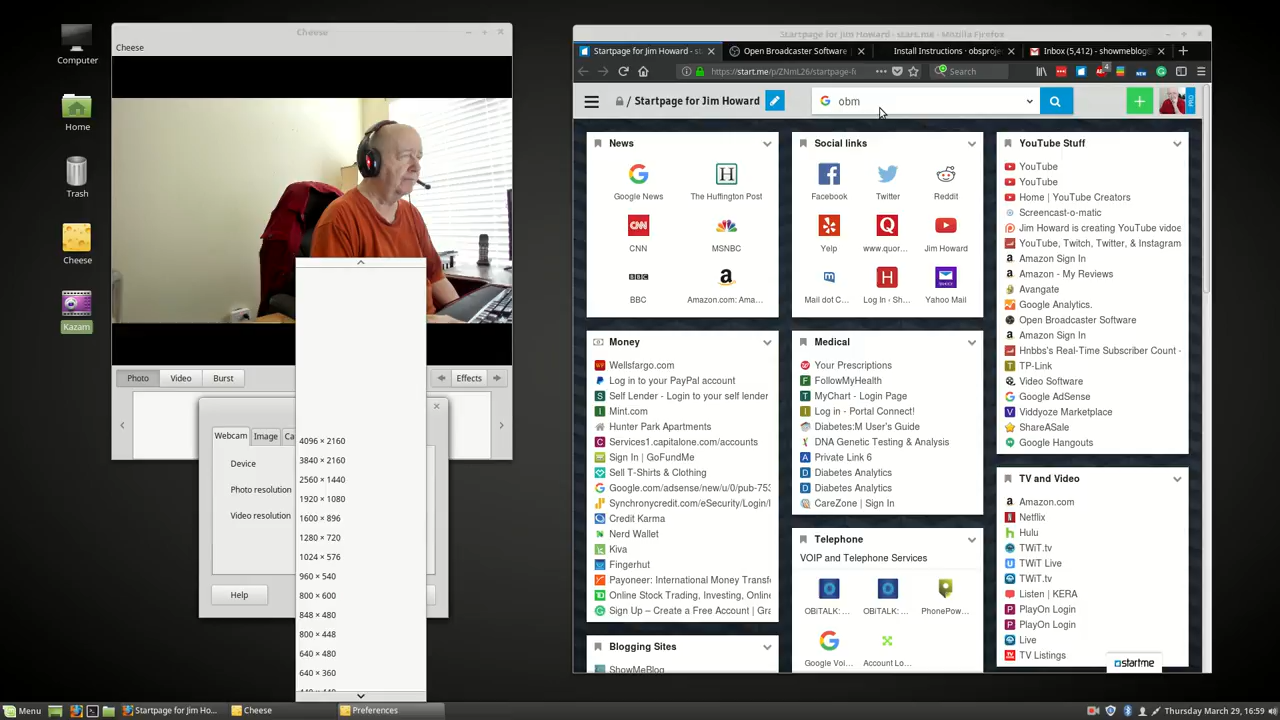 Computer
Home
Trash
Cheese
Kazam
Cheese
Cheese
Photo
Video
Burst
Effects
Webcam
Image
Ca
Device
Photo resolution
Video resolution
Help
4096 × 2160
3840 × 2160
2560 × 1440
1920 × 1080
1600 × 896
1280 × 720
1024 × 576
960 × 540
800 × 600
848 × 480
800 × 448
640 × 480
640 × 360
Startpage for Jim Howard - start.me - Mozilla Firefox
Startpage for Jim Howard - st
Open Broadcaster Software |
Install Instructions · obsproje
Inbox (5,412) - showmeblog@
https://start.me/p/ZNmL26/startpage-f
Search
4
NEW
/ Startpage for Jim Howard
obm
PRO
News
Google News
The Huffington Post
CNN
MSNBC
BBC
Amazon.com: Ama...
Money
Wellsfargo.com
Log in to your PayPal account
Self Lender - Login to your self lender
Mint.com
Hunter Park Apartments
Services1.capitalone.com/accounts
Sign In | GoFundMe
Sell T-Shirts & Clothing
Google.com/adsense/new/u/0/pub-753
Synchronycredit.com/eSecurity/Login/l
Credit Karma
Nerd Wallet
Kiva
Fingerhut
Payoneer: International Money Transfe
Online Stock Trading, Investing, Online
Sign Up – Create a Free Account | Gra
Blogging Sites
ShowMeBlog
Social links
Facebook
Twitter
Reddit
Yelp
www.quor...
Jim Howard
Mail dot C...
Log In ‹ Sh...
Yahoo Mail
Medical
Your Prescriptions
FollowMyHealth
MyChart - Login Page
Log in - Portal Connect!
Diabetes:M User's Guide
DNA Genetic Testing & Analysis
Private Link 6
Diabetes Analytics
Diabetes Analytics
CareZone | Sign In
Telephone
VOIP and Telephone Services
OBiTALK: ...
OBiTALK: ...
PhonePow...
Google Voi...
Account Lo...
YouTube Stuff
YouTube
YouTube
Home | YouTube Creators
Screencast-o-matic
Jim Howard is creating YouTube videos
YouTube, Twitch, Twitter, & Instagram
Amazon Sign In
Amazon - My Reviews
Avangate
Google Analytics.
Open Broadcaster Software
Amazon Sign In
Hnbbs's Real-Time Subscriber Count -
TP-Link
Video Software
Google AdSense
Viddyoze Marketplace
ShareASale
Google Hangouts
TV and Video
Amazon.com
Netflix
Hulu
TWiT.tv
TWiT Live
TWiT.tv
Listen | KERA
PlayOn Login
PlayOn Login
Live
TV Listings
startme
Menu
Startpage for Jim Ho...
Cheese
Preferences
Thursday March 29, 16:59